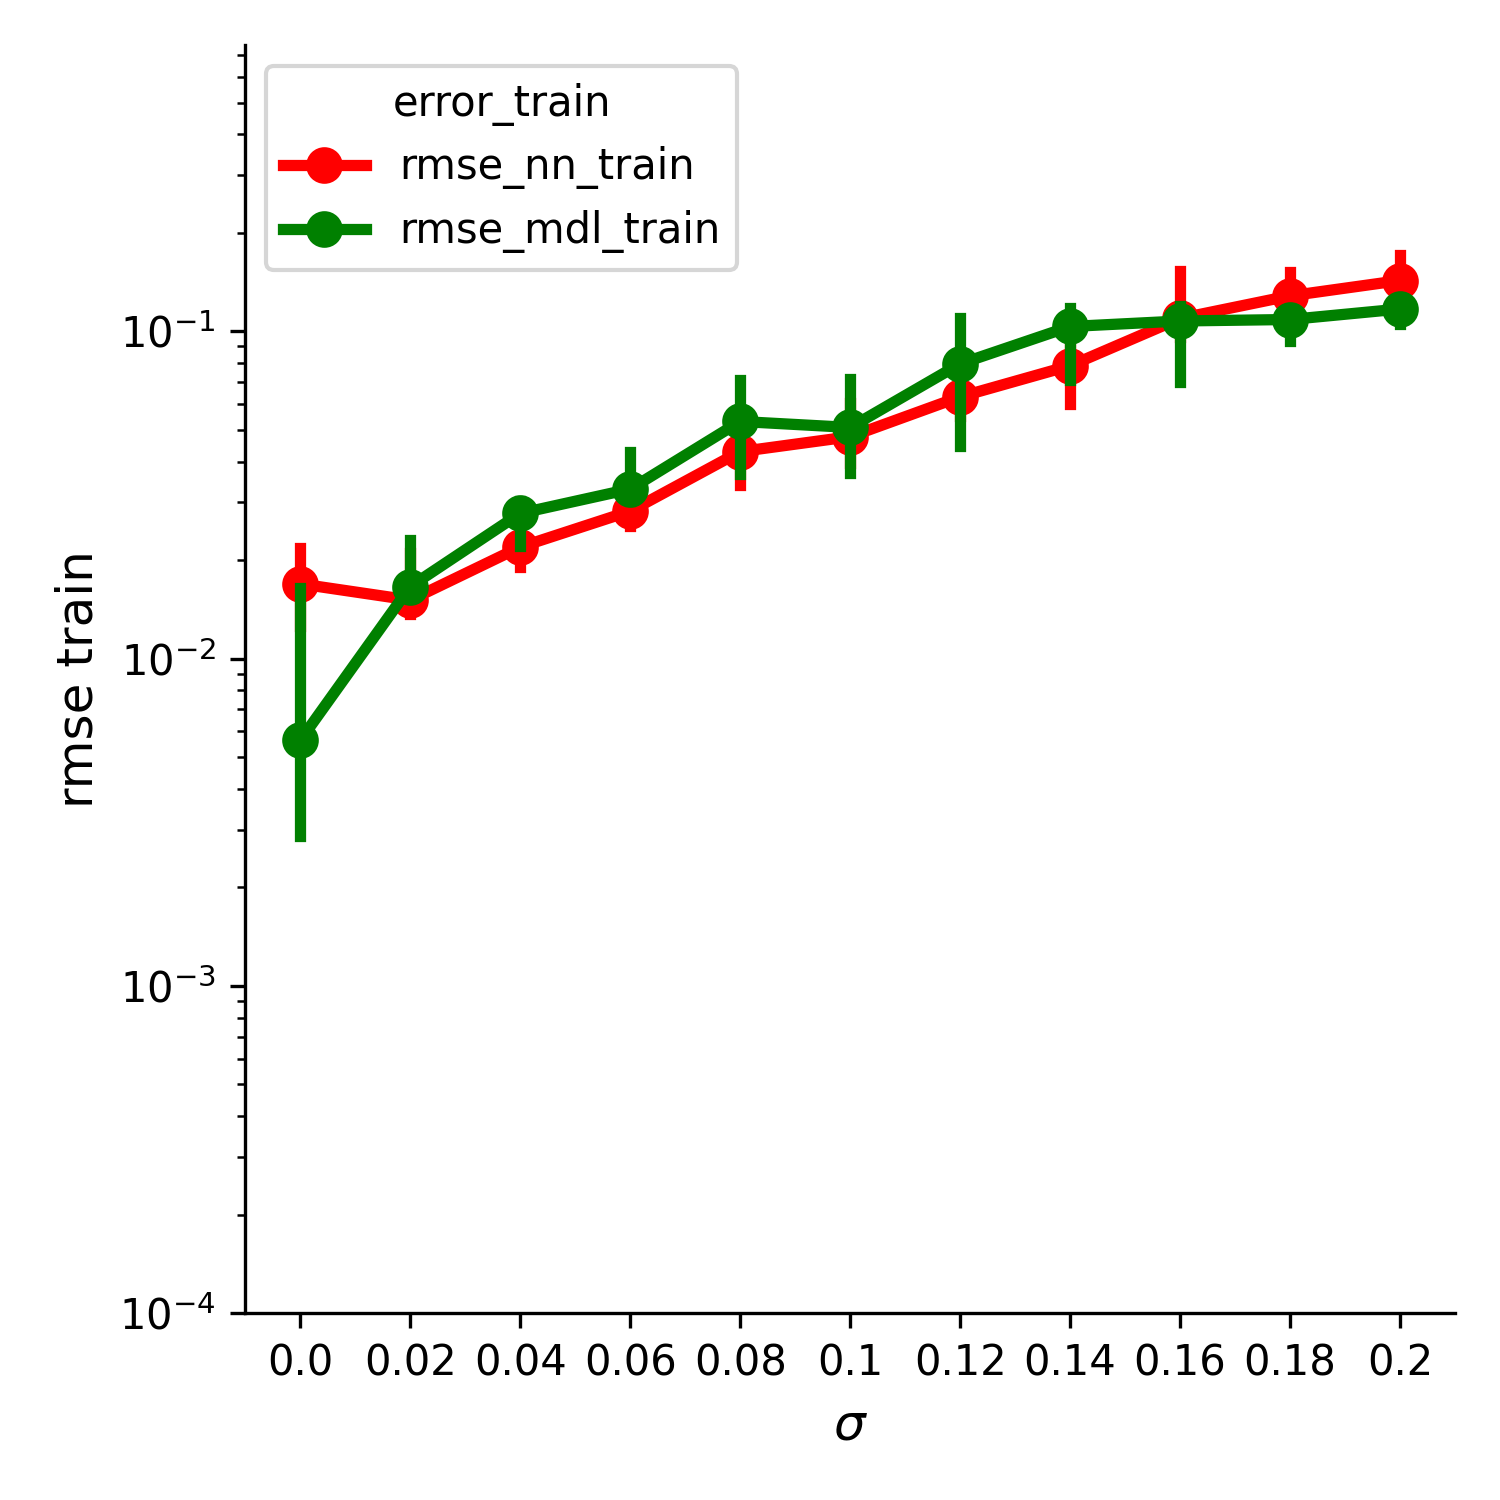 error_train
rmse_nn_train
rmse_mdl_train
rmse train
10⁻¹
10⁻²
10⁻³
10⁻⁴
0.0 0.02 0.04 0.06 0.08 0.1 0.12 0.14 0.16 0.18 0.2
σ